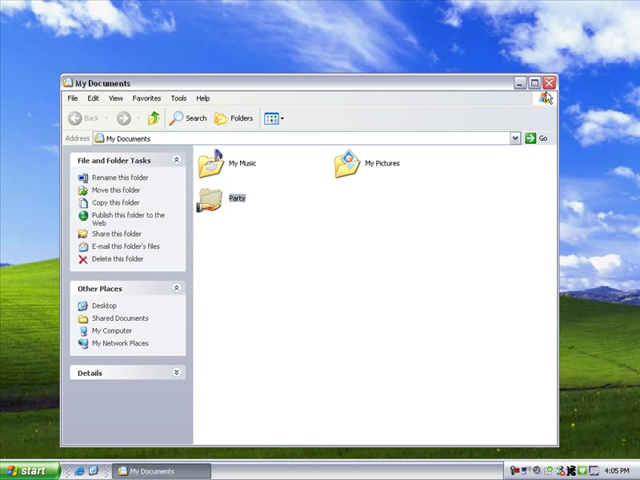 My Documents
File Edit View Favorites Tools Help
Back Search Folders
Address My Documents Go
File and Folder Tasks
Rename this folder
Move this folder
Copy this folder
Publish this folder to the
Web
Share this folder
E-mail this folder's files
Delete this folder
Other Places
Desktop
Shared Documents
My Computer
My Network Places
Details
My Music
My Pictures
Party
start My Documents 4:05 PM